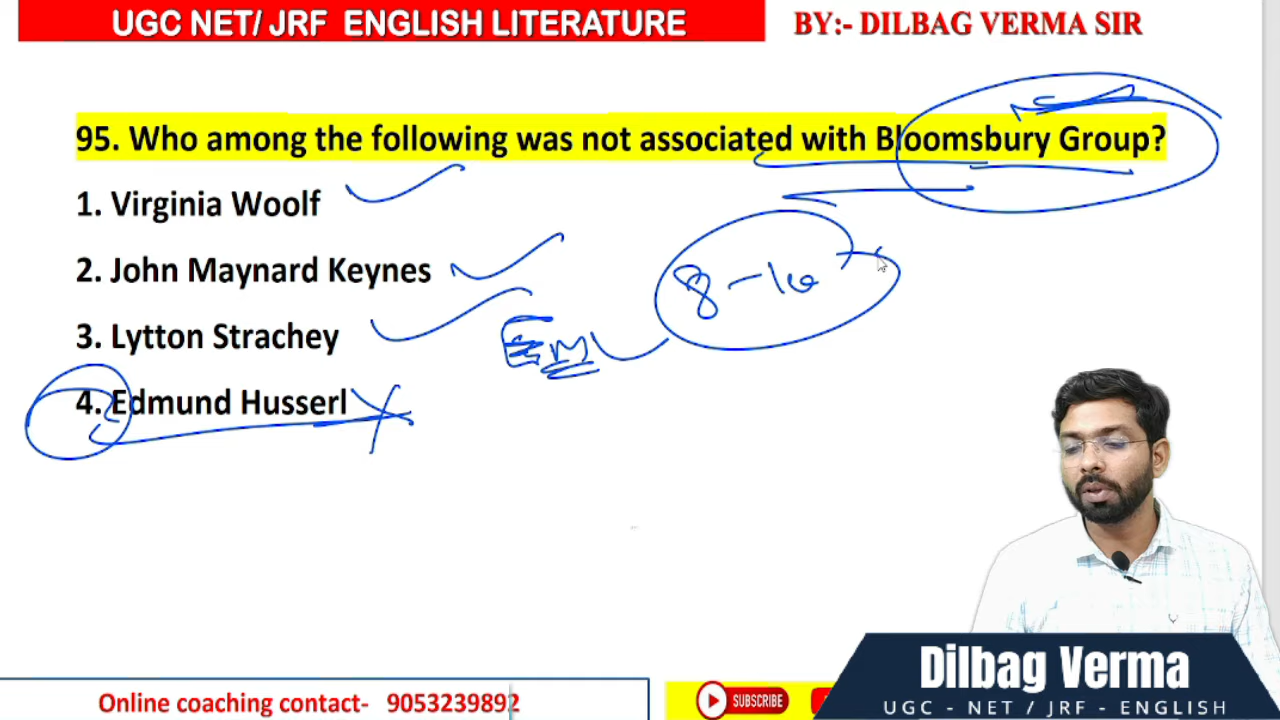 UGC NET/ JRF ENGLISH LITERATURE
BY:- DILBAG VERMA SIR
95. Who among the following was not associated with Bloomsbury Group?
1. Virginia Woolf
2. John Maynard Keynes
3. Lytton Strachey
4. Edmund Husserl
8-10
EM
Online coaching contact- 9053239892
SUBSCRIBE
Dilbag Verma
UGC - NET / JRF - ENGLISH